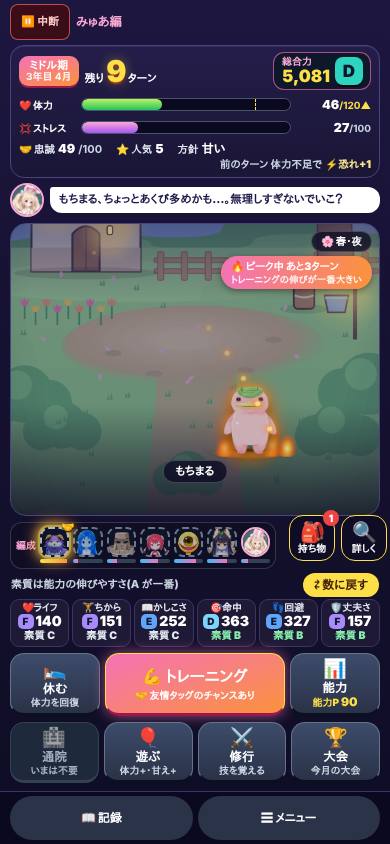 中断
みゅあ編
ミドル期
3年目 4月
残り9ターン
総合力
5,081 D
体力
46/120▲
ストレス
27/100
忠誠 49 /100 人気 5 方針 甘い
前のターン 体力不足で ⚡恐れ+1
もちまる、ちょっとあくび多めかも…。無理しすぎないでいこ？
春・夜
ピーク中 あと3ターン
トレーニングの伸びが一番大きい
もちまる
編成
1
持ち物
詳しく
素質は能力の伸びやすさ(A が一番)
⇄ 数に戻す
ライフ
F 140
素質 C
ちから
F 151
素質 C
かしこさ
E 252
素質 C
命中
D 363
素質 B
回避
E 327
素質 B
丈夫さ
F 157
素質 B
休む
体力を回復
トレーニング
友情タッグのチャンスあり
能力
能力P 90
通院
いまは不要
遊ぶ
体力+・甘え+
修行
技を覚える
大会
今月の大会
記録
☰ メニュー